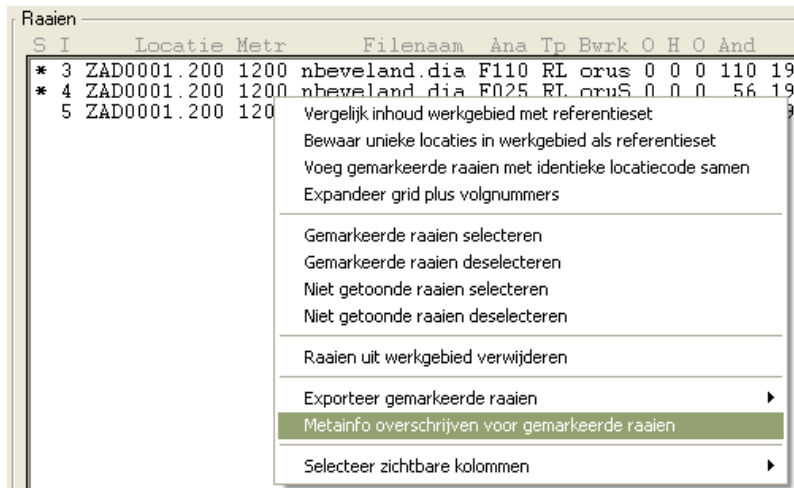 Raaien
S I Locatie Metr Filenaam Ana Tp Bwrk O H O And
* 3 ZAD0001.200 1200 nbeveland.dia F110 RL orus 0 0 0 110 19
* 4 ZAD0001.200 1200 nbeveland.dia F025 RL oruS 0 0 0 56 19
5 ZAD0001.200 120
Vergelijk inhoud werkgebied met referentieset
Bewaar unieke locaties in werkgebied als referentieset
Voeg gemarkeerde raaien met identieke locatiecode samen
Expandeer grid plus volgnummers
Gemarkeerde raaien selecteren
Gemarkeerde raaien deselecteren
Niet getoonde raaien selecteren
Niet getoonde raaien deselecteren
Raaien uit werkgebied verwijderen
Exporteer gemarkeerde raaien
Metainfo overschrijven voor gemarkeerde raaien
Selecteer zichtbare kolommen